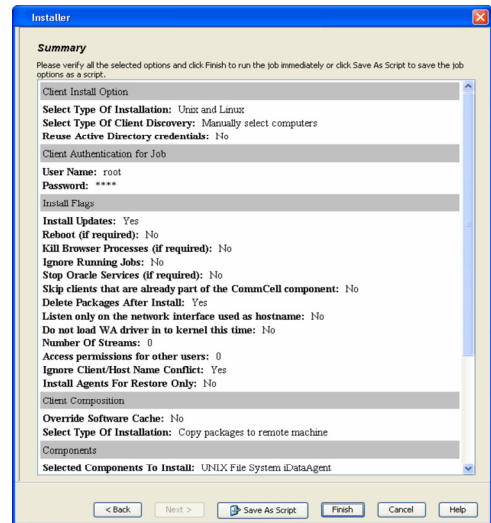 Installer
Summary
Please verify all the selected options and click Finish to run the job immediately or click Save As Script to save the job
options as a script.
Client Install Option
Select Type Of Installation: Unix and Linux
Select Type Of Client Discovery: Manually select computers
Reuse Active Directory credentials: No
Client Authentication for Job
User Name: root
Password: ****
Install Flags
Install Updates: Yes
Reboot (if required): No
Kill Browser Processes (if required): No
Ignore Running Jobs: No
Stop Oracle Services (if required): No
Skip clients that are already part of the CommCell component: No
Delete Packages After Install: Yes
Listen only on the network interface used as hostname: No
Do not load WA driver in to kernel this time: No
Number Of Streams: 0
Access permissions for other users: 0
Ignore Client/Host Name Conflict: Yes
Install Agents For Restore Only: No
Client Composition
Override Software Cache: No
Select Type Of Installation: Copy packages to remote machine
Components
Selected Components To Install: UNIX File System iDataAgent
< Back Next > Save As Script Finish Cancel Help